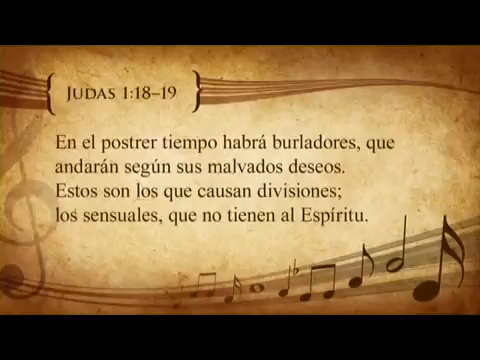 Judas 1:18–19
En el postrer tiempo habrá burladores, que
andarán según sus malvados deseos.
Estos son los que causan divisiones;
los sensuales, que no tienen al Espíritu.